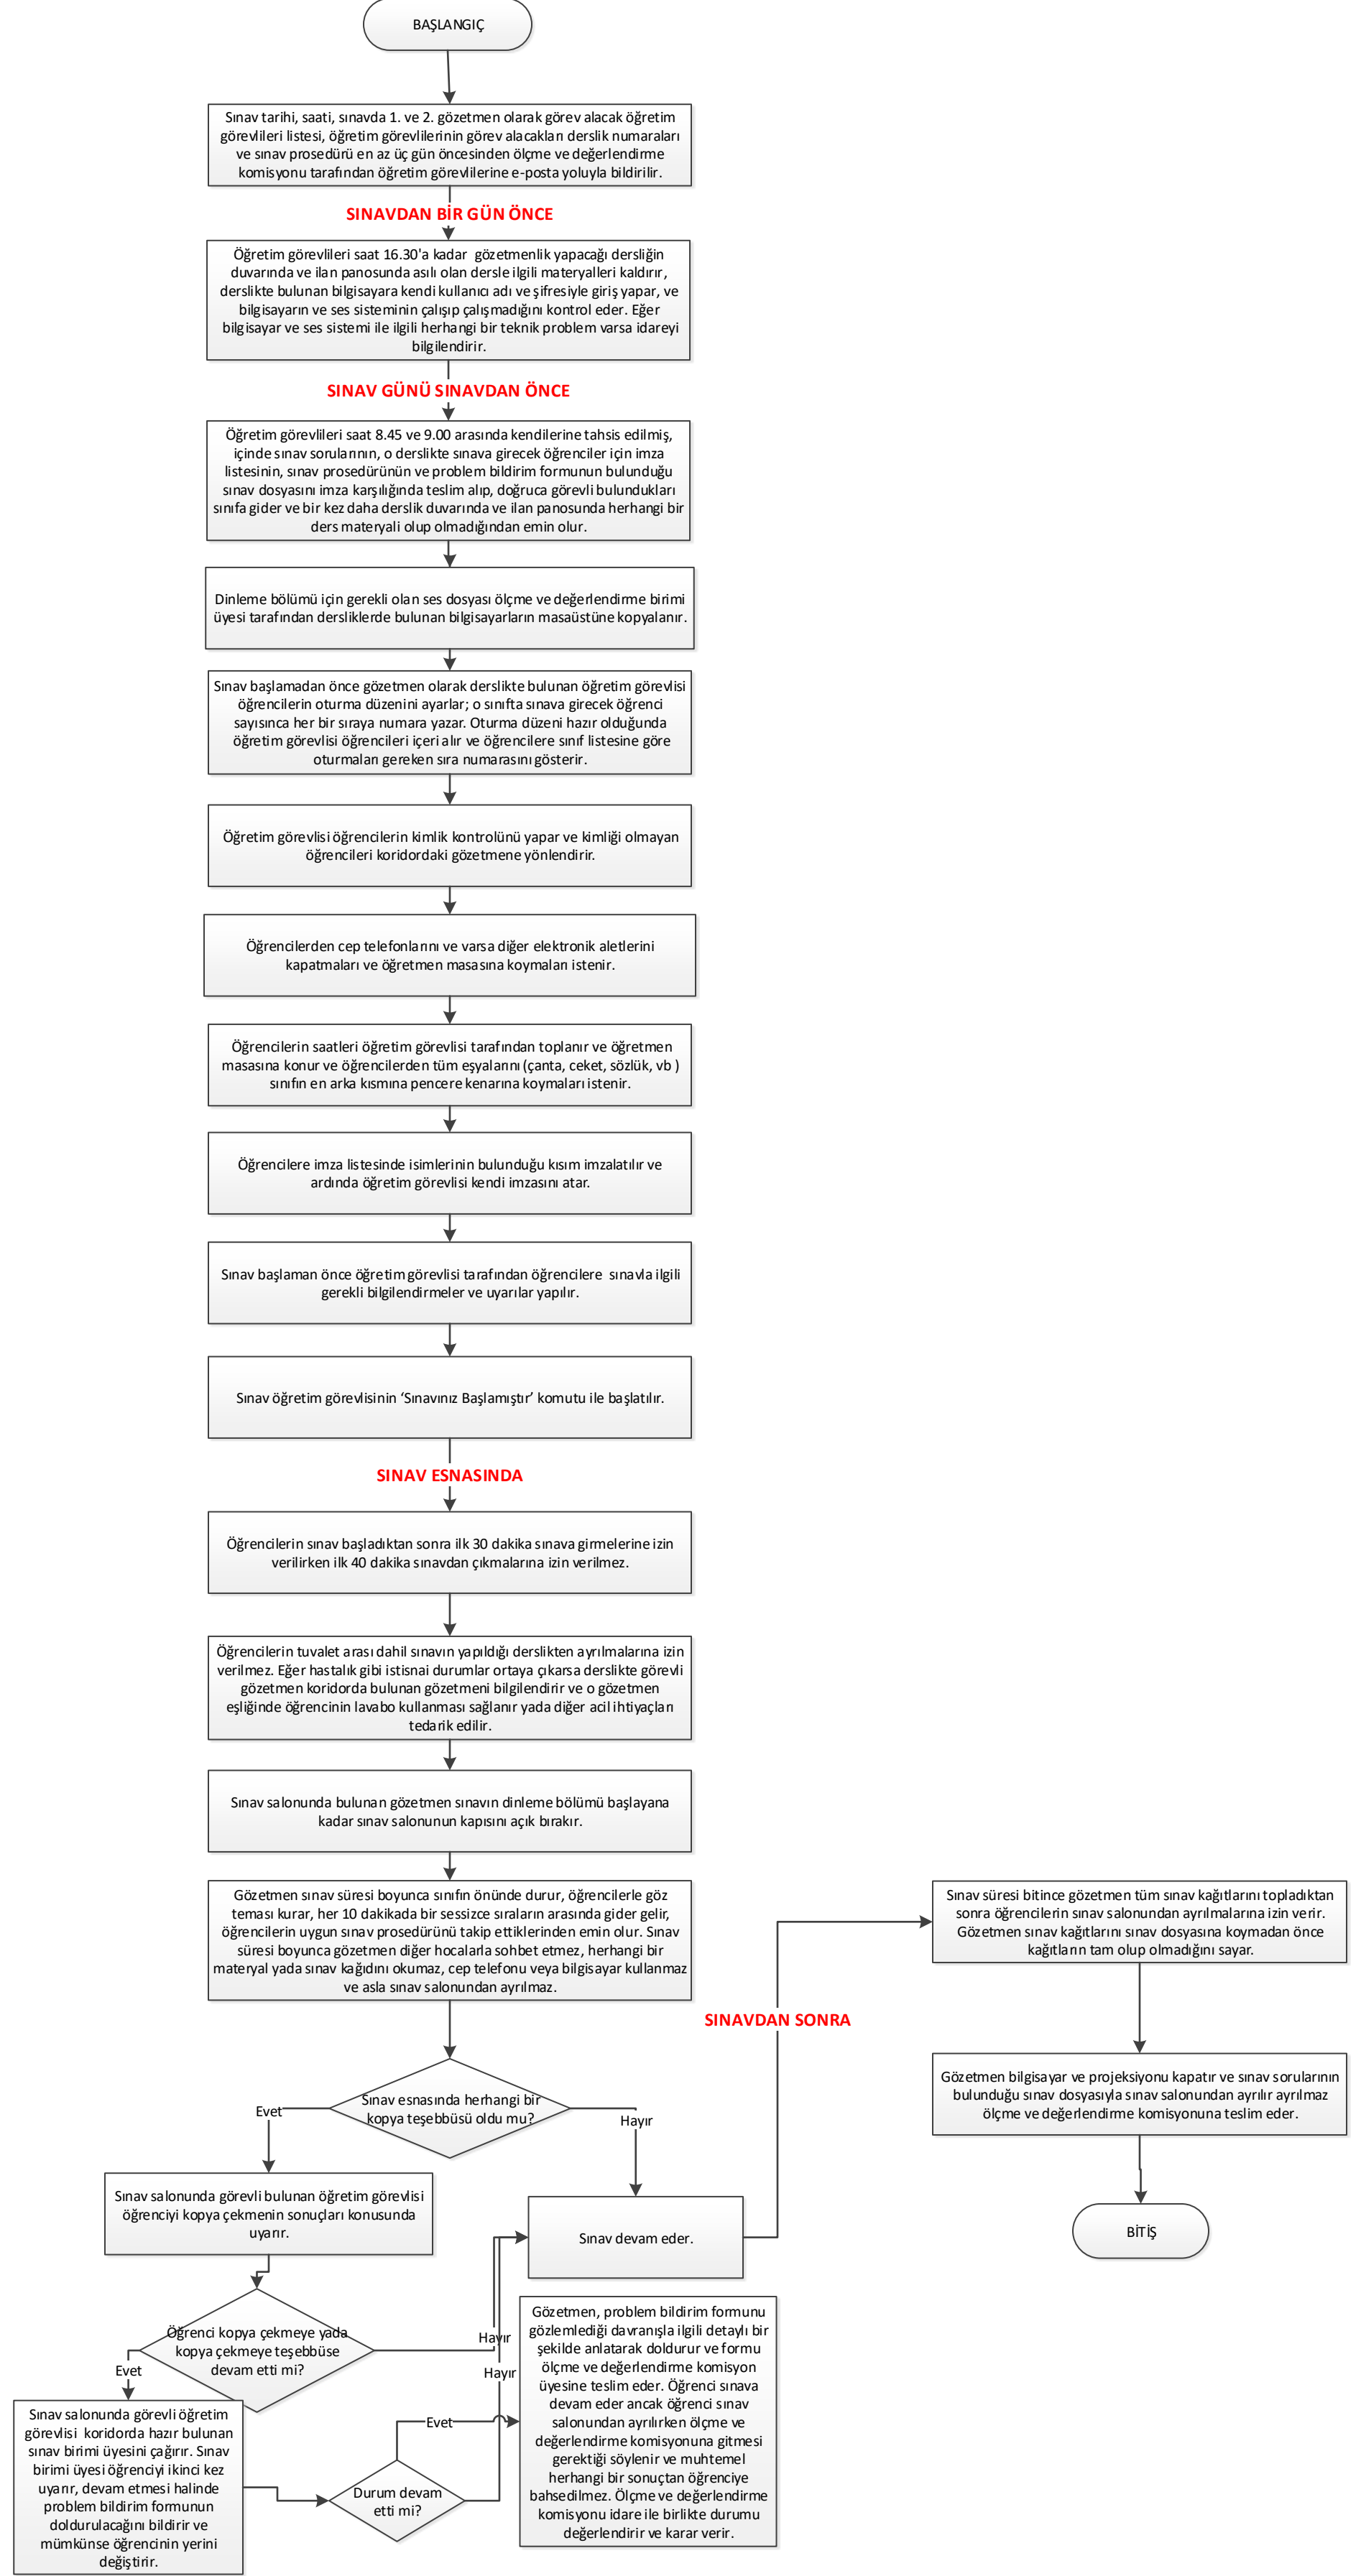 BAŞLANGIÇ
Sınav tarihi, saati, sınavda 1. ve 2. gözetmen olarak görev alacak öğretim
görevlileri listesi, öğretim görevlilerinin görev alacakları derslik numaraları
ve sınav prosedürü en az üç gün öncesinden ölçme ve değerlendirme
komisyonu tarafından öğretim görevlilerine e-posta yoluyla bildirilir.
SINAVDAN BİR GÜN ÖNCE
Öğretim görevlileri saat 16.30'a kadar gözetmenlik yapacağı dersliğin
duvarında ve ilan panosunda asılı olan dersle ilgili materyalleri kaldırır,
derslikte bulunan bilgisayara kendi kullanıcı adı ve şifresiyle giriş yapar, ve
bilgisayarın ve ses sisteminin çalışıp çalışmadığını kontrol eder. Eğer
bilgisayar ve ses sistemi ile ilgili herhangi bir teknik problem varsa idareyi
bilgilendirir.
SINAV GÜNÜ SINAVDAN ÖNCE
Öğretim görevlileri saat 8.45 ve 9.00 arasında kendilerine tahsis edilmiş,
içinde sınav sorularının, o derslikte sınava girecek öğrenciler için imza
listesinin, sınav prosedürünün ve problem bildirim formunun bulunduğu
sınav dosyasını imza karşılığında teslim alıp, doğruca görevli bulundukları
sınıfa gider ve bir kez daha derslik duvarında ve ilan panosunda herhangi bir
ders materyali olup olmadığından emin olur.
Dinleme bölümü için gerekli olan ses dosyası ölçme ve değerlendirme birimi
üyesi tarafından dersliklerde bulunan bilgisayarların masaüstüne kopyalanır.
Sınav başlamadan önce gözetmen olarak derslikte bulunan öğretim görevlisi
öğrencilerin oturma düzenini ayarlar; o sınıfta sınava girecek öğrenci
sayısınca her bir sıraya numara yazar. Oturma düzeni hazır olduğunda
öğretim görevlisi öğrencileri içeri alır ve öğrencilere sınıf listesine göre
oturmaları gereken sıra numarasını gösterir.
Öğretim görevlisi öğrencilerin kimlik kontrolünü yapar ve kimliği olmayan
öğrencileri koridordaki gözetmene yönlendirir.
Öğrencilerden cep telefonlarını ve varsa diğer elektronik aletlerini
kapatmaları ve öğretmen masasına koymaları istenir.
Öğrencilerin saatleri öğretim görevlisi tarafından toplanır ve öğretmen
masasına konur ve öğrencilerden tüm eşyalarını (çanta, ceket, sözlük, vb )
sınıfın en arka kısmına pencere kenarına koymaları istenir.
Öğrencilere imza listesinde isimlerinin bulunduğu kısım imzalatılır ve
ardında öğretim görevlisi kendi imzasını atar.
Sınav başlaman önce öğretim görevlisi tarafından öğrencilere sınavla ilgili
gerekli bilgilendirmeler ve uyarılar yapılır.
Sınav öğretim görevlisinin ‘Sınavınız Başlamıştır’ komutu ile başlatılır.
SINAV ESNASINDA
Öğrencilerin sınav başladıktan sonra ilk 30 dakika sınava girmelerine izin
verilirken ilk 40 dakika sınavdan çıkmalarına izin verilmez.
Öğrencilerin tuvalet arası dahil sınavın yapıldığı derslikten ayrılmalarına izin
verilmez. Eğer hastalık gibi istisnai durumlar ortaya çıkarsa derslikte görevli
gözetmen koridorda bulunan gözetmeni bilgilendirir ve o gözetmen
eşliğinde öğrencinin lavabo kullanması sağlanır yada diğer acil ihtiyaçları
tedarik edilir.
Sınav salonunda bulunan gözetmen sınavın dinleme bölümü başlayana
kadar sınav salonunun kapısını açık bırakır.
Gözetmen sınav süresi boyunca sınıfın önünde durur, öğrencilerle göz
teması kurar, her 10 dakikada bir sessizce sıraların arasında gider gelir,
öğrencilerin uygun sınav prosedürünü takip ettiklerinden emin olur. Sınav
süresi boyunca gözetmen diğer hocalarla sohbet etmez, herhangi bir
materyal yada sınav kağıdını okumaz, cep telefonu veya bilgisayar kullanmaz
ve asla sınav salonundan ayrılmaz.
Sınav esnasında herhangi bir
kopya teşebbüsü oldu mu?
Evet
Hayır
Sınav salonunda görevli bulunan öğretim görevlisi
öğrenciyi kopya çekmenin sonuçları konusunda
uyarır.
Sınav devam eder.
Öğrenci kopya çekmeye yada
kopya çekmeye teşebbüse
devam etti mi?
Hayır
Evet
Sınav salonunda görevli öğretim
görevlisi koridorda hazır bulunan
sınav birimi üyesini çağırır. Sınav
birimi üyesi öğrenciyi ikinci kez
uyarır, devam etmesi halinde
problem bildirim formunun
doldurulacağını bildirir ve
mümkünse öğrencinin yerini
değiştirir.
Durum devam
etti mi?
Hayır
Evet
Gözetmen, problem bildirim formunu
gözlemlediği davranışla ilgili detaylı bir
şekilde anlatarak doldurur ve formu
ölçme ve değerlendirme komisyon
üyesine teslim eder. Öğrenci sınava
devam eder ancak öğrenci sınav
salonundan ayrılırken ölçme ve
değerlendirme komisyonuna gitmesi
gerektiği söylenir ve muhtemel
herhangi bir sonuçtan öğrenciye
bahsedilmez. Ölçme ve değerlendirme
komisyonu idare ile birlikte durumu
değerlendirir ve karar verir.
SINAVDAN SONRA
Sınav süresi bitince gözetmen tüm sınav kağıtlarını topladıktan
sonra öğrencilerin sınav salonundan ayrılmalarına izin verir.
Gözetmen sınav kağıtlarını sınav dosyasına koymadan önce
kağıtların tam olup olmadığını sayar.
Gözetmen bilgisayar ve projeksiyonu kapatır ve sınav sorularının
bulunduğu sınav dosyasıyla sınav salonundan ayrılır ayrılmaz
ölçme ve değerlendirme komisyonuna teslim eder.
BİTİŞ